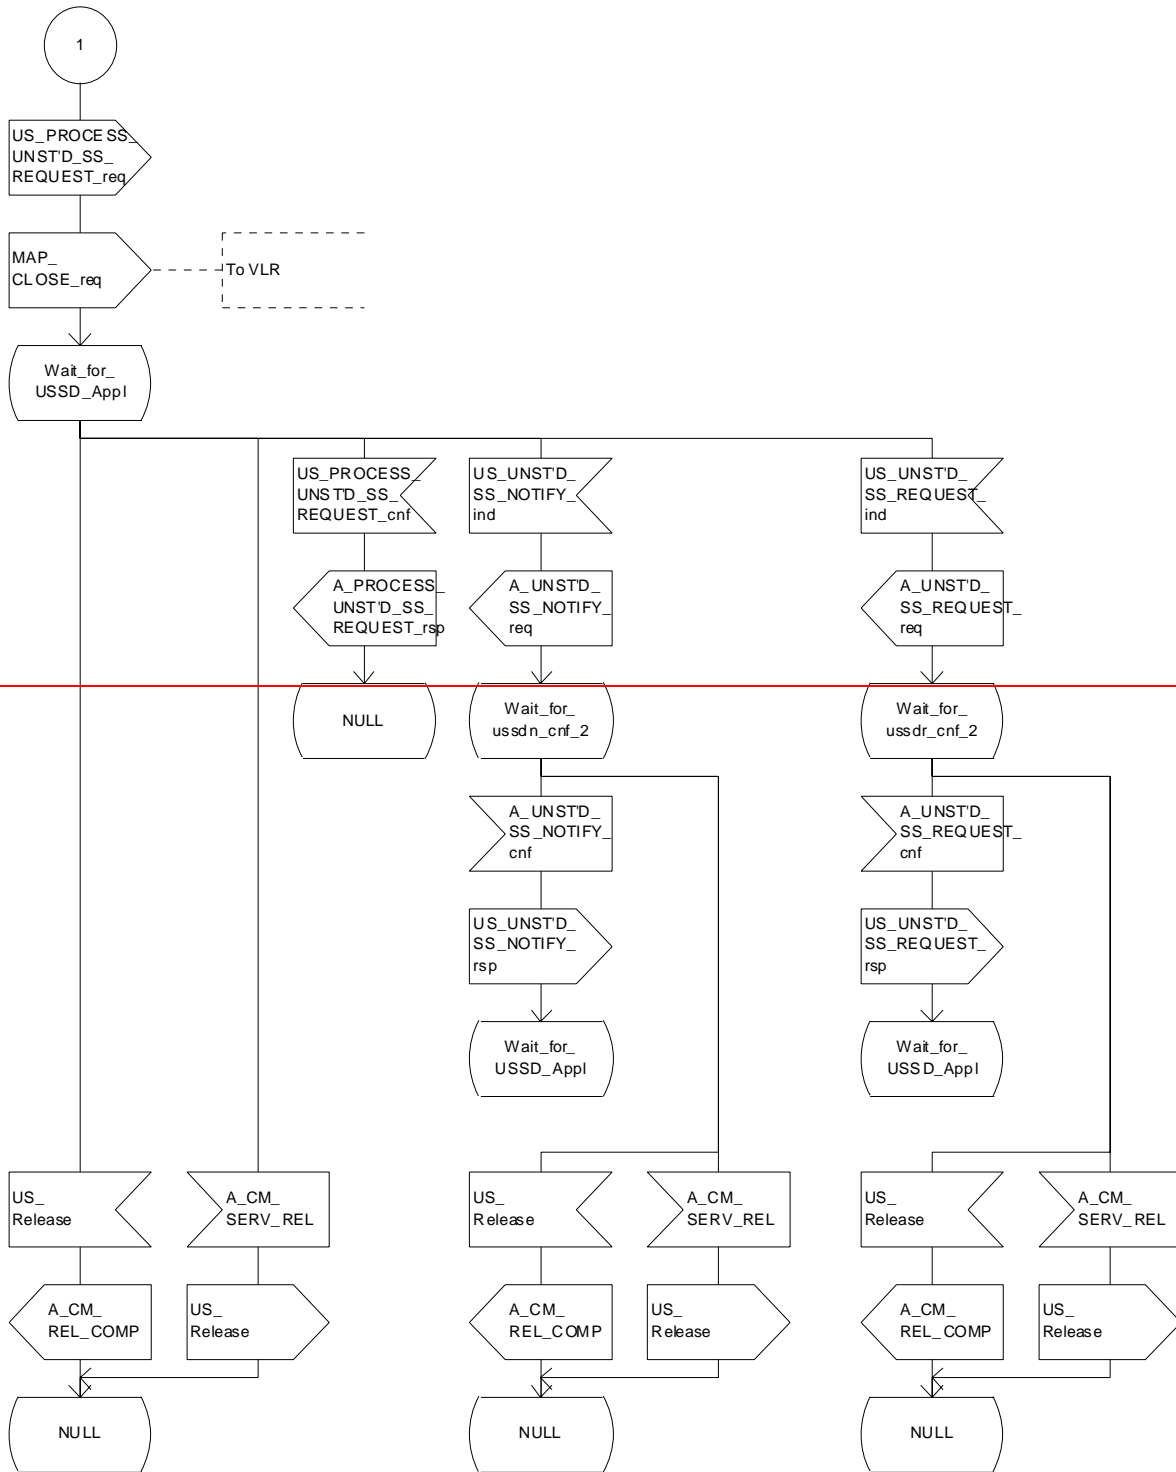 1
US_PROCESS_
UNST'D_SS_
REQUEST_req
MAP_
CLOSE_req
To VLR
Wait_for_
USSD_Appl
US_PROCESS_
UNST'D_SS_
REQUEST_cnf
US_UNST'D_
SS_NOTIFY_
ind
US_UNST'D_
SS_REQUEST_
ind
A_PROCESS_
UNST'D_SS_
REQUEST_rsp
A_UNST'D_
SS_NOTIFY_
req
A_UNST'D_
SS_REQUEST_
req
NULL
Wait_for_
ussdn_cnf_2
Wait_for_
ussdr_cnf_2
A_UNST'D_
SS_NOTIFY_
cnf
A_UNST'D_
SS_REQUEST_
cnf
US_UNST'D_
SS_NOTIFY_
rsp
US_UNST'D_
SS_REQUEST_
rsp
Wait_for_
USSD_Appl
Wait_for_
USSD_Appl
US_
Release
A_CM_
SERV_REL
US_
Release
A_CM_
SERV_REL
US_
Release
A_CM_
SERV_REL
A_CM_
REL_COMP
US_
Release
A_CM_
REL_COMP
US_
Release
A_CM_
REL_COMP
US_
Release
NULL
NULL
NULL